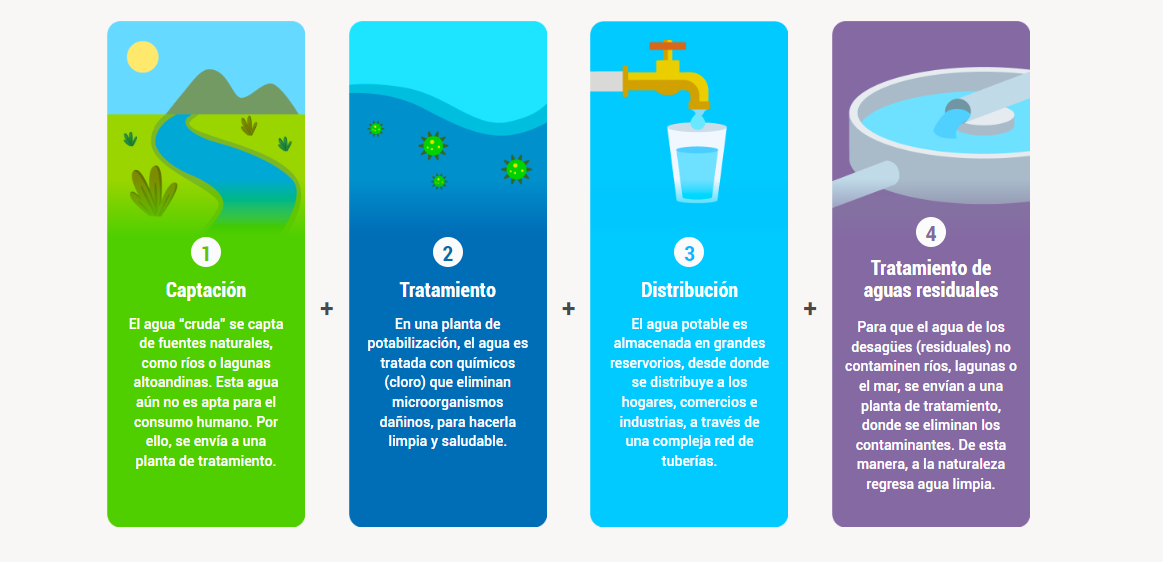 1
Captación
El agua "cruda" se capta
de fuentes naturales,
como ríos o lagunas
altoandinas. Esta agua
aún no es apta para el
consumo humano. Por
ello, se envía a una
planta de tratamiento.
+
2
Tratamiento
En una planta de
potabilización, el agua es
tratada con químicos
(cloro) que eliminan
microorganismos
dañinos, para hacerla
limpia y saludable.
+
3
Distribución
El agua potable es
almacenada en grandes
reservorios, desde donde
se distribuye a los
hogares, comercios e
industrias, a través de
una compleja red de
tuberías.
+
4
Tratamiento de
aguas residuales
Para que el agua de los
desagües (residuales) no
contaminen ríos, lagunas o
el mar, se envían a una
planta de tratamiento,
donde se eliminan los
contaminantes. De esta
manera, a la naturaleza
regresa agua limpia.